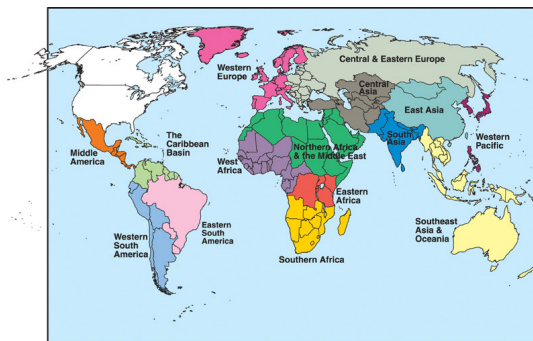 Western
Europe
Central & Eastern Europe
Central
Asia
East Asia
The
Caribbean
Basin
Middle
America
West
Africa
Northern Africa
& the Middle East
South
Asia
Western
Pacific
Eastern
Africa
Eastern
South
America
Western
South
America
Southern Africa
Southeast
Asia &
Oceania